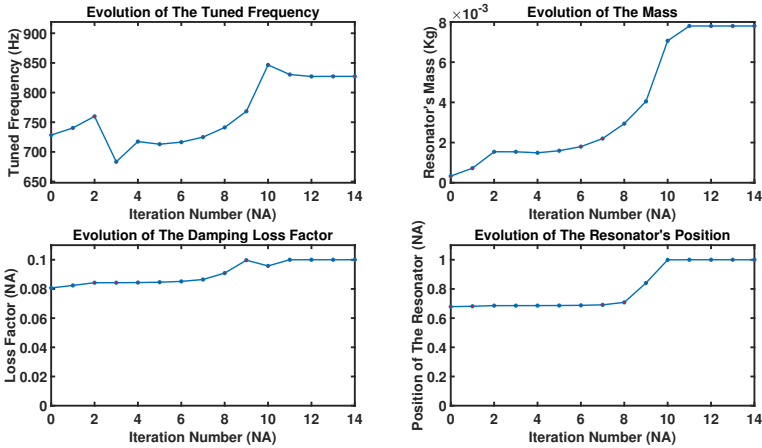 Evolution of The Tuned Frequency
Tuned Frequency (Hz)
900
850
800
750
700
650
0 2 4 6 8 10 12 14
Iteration Number (NA)
Evolution of The Mass
×10⁻³
Resonator's Mass (Kg)
8
6
4
2
0
0 2 4 6 8 10 12 14
Iteration Number (NA)
Evolution of The Damping Loss Factor
Loss Factor (NA)
0.1
0.08
0.06
0.04
0.02
0
0 2 4 6 8 10 12 14
Iteration Number (NA)
Evolution of The Resonator's Position
Position of The Resonator (NA)
1
0.8
0.6
0.4
0.2
0
0 2 4 6 8 10 12 14
Iteration Number (NA)